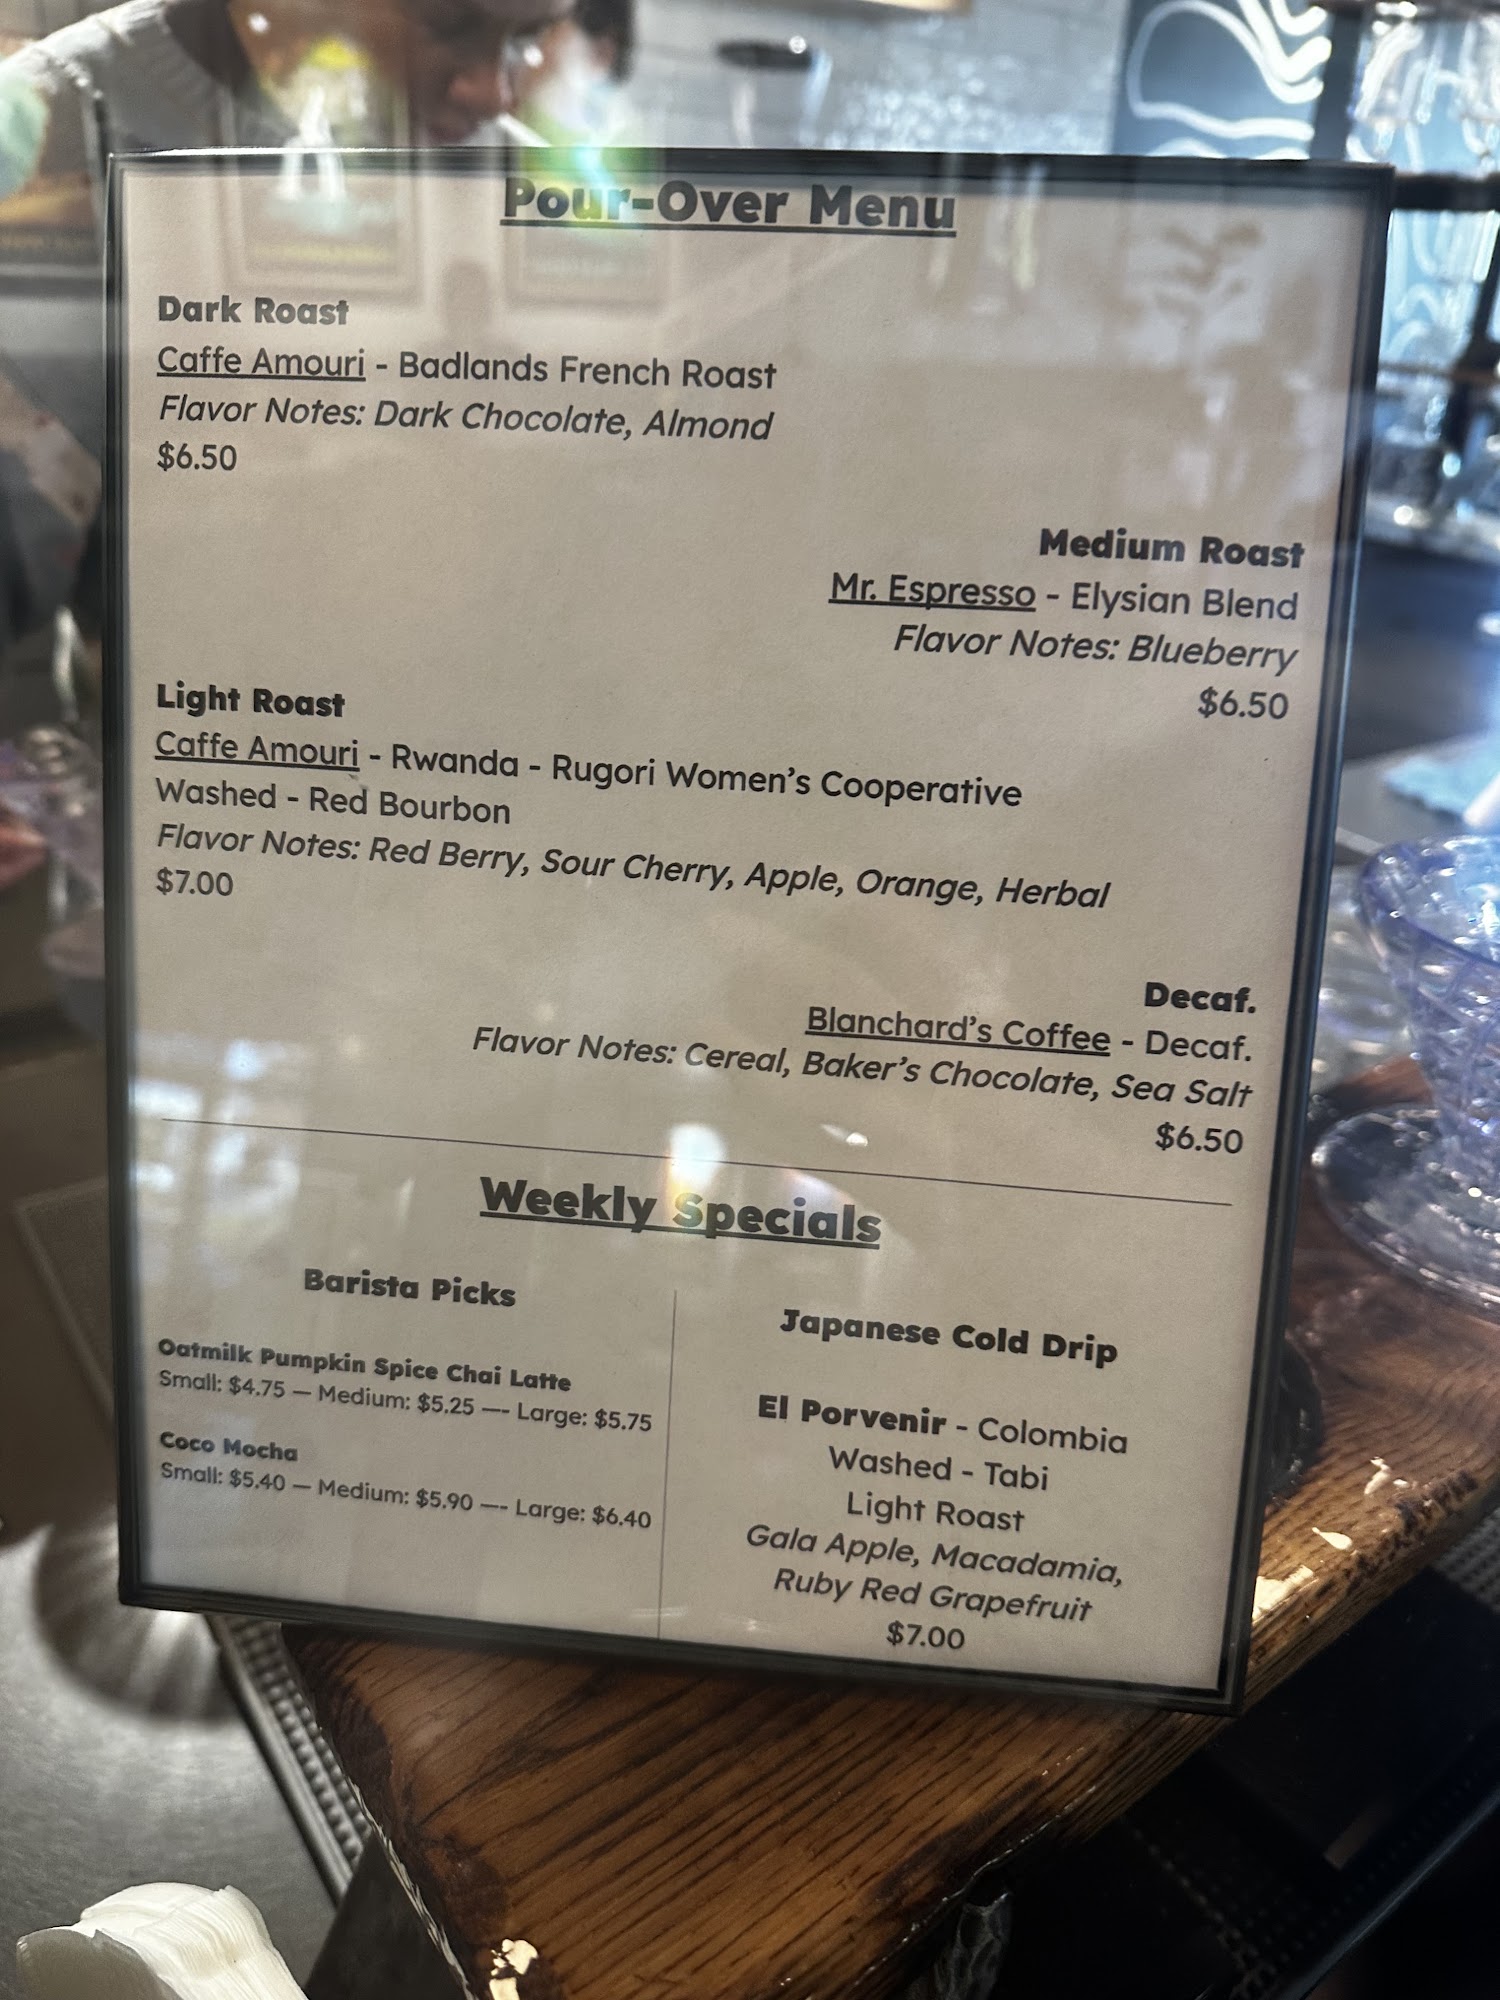 Pour-Over Menu
Dark Roast
Caffe Amouri - Badlands French Roast
Flavor Notes: Dark Chocolate, Almond
$6.50
Medium Roast
Mr. Espresso - Elysian Blend
Flavor Notes: Blueberry
$6.50
Light Roast
Caffe Amouri - Rwanda - Rugori Women's Cooperative
Washed - Red Bourbon
Flavor Notes: Red Berry, Sour Cherry, Apple, Orange, Herbal
$7.00
Decaf.
Blanchard's Coffee - Decaf.
Flavor Notes: Cereal, Baker's Chocolate, Sea Salt
$6.50
Weekly Specials
Barista Picks
Oatmilk Pumpkin Spice Chai Latte
Small: $4.75 — Medium: $5.25 —- Large: $5.75
Coco Mocha
Small: $5.40 — Medium: $5.90 —- Large: $6.40
Japanese Cold Drip
El Porvenir - Colombia
Washed - Tabi
Light Roast
Gala Apple, Macadamia,
Ruby Red Grapefruit
$7.00